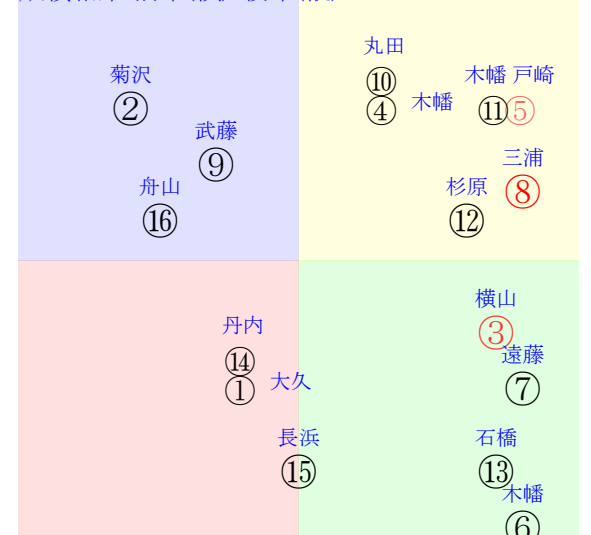 丸田
菊沢
⑩
木幡 戸崎
②
④ 木幡
⑪⑤
武藤
⑨
三浦
舟山
杉原
⑧
⑯
⑫
横山
丹内
③
遠藤
⑭
① 大久
⑦
長浜
石橋
⑮
⑬
木幡
⑥